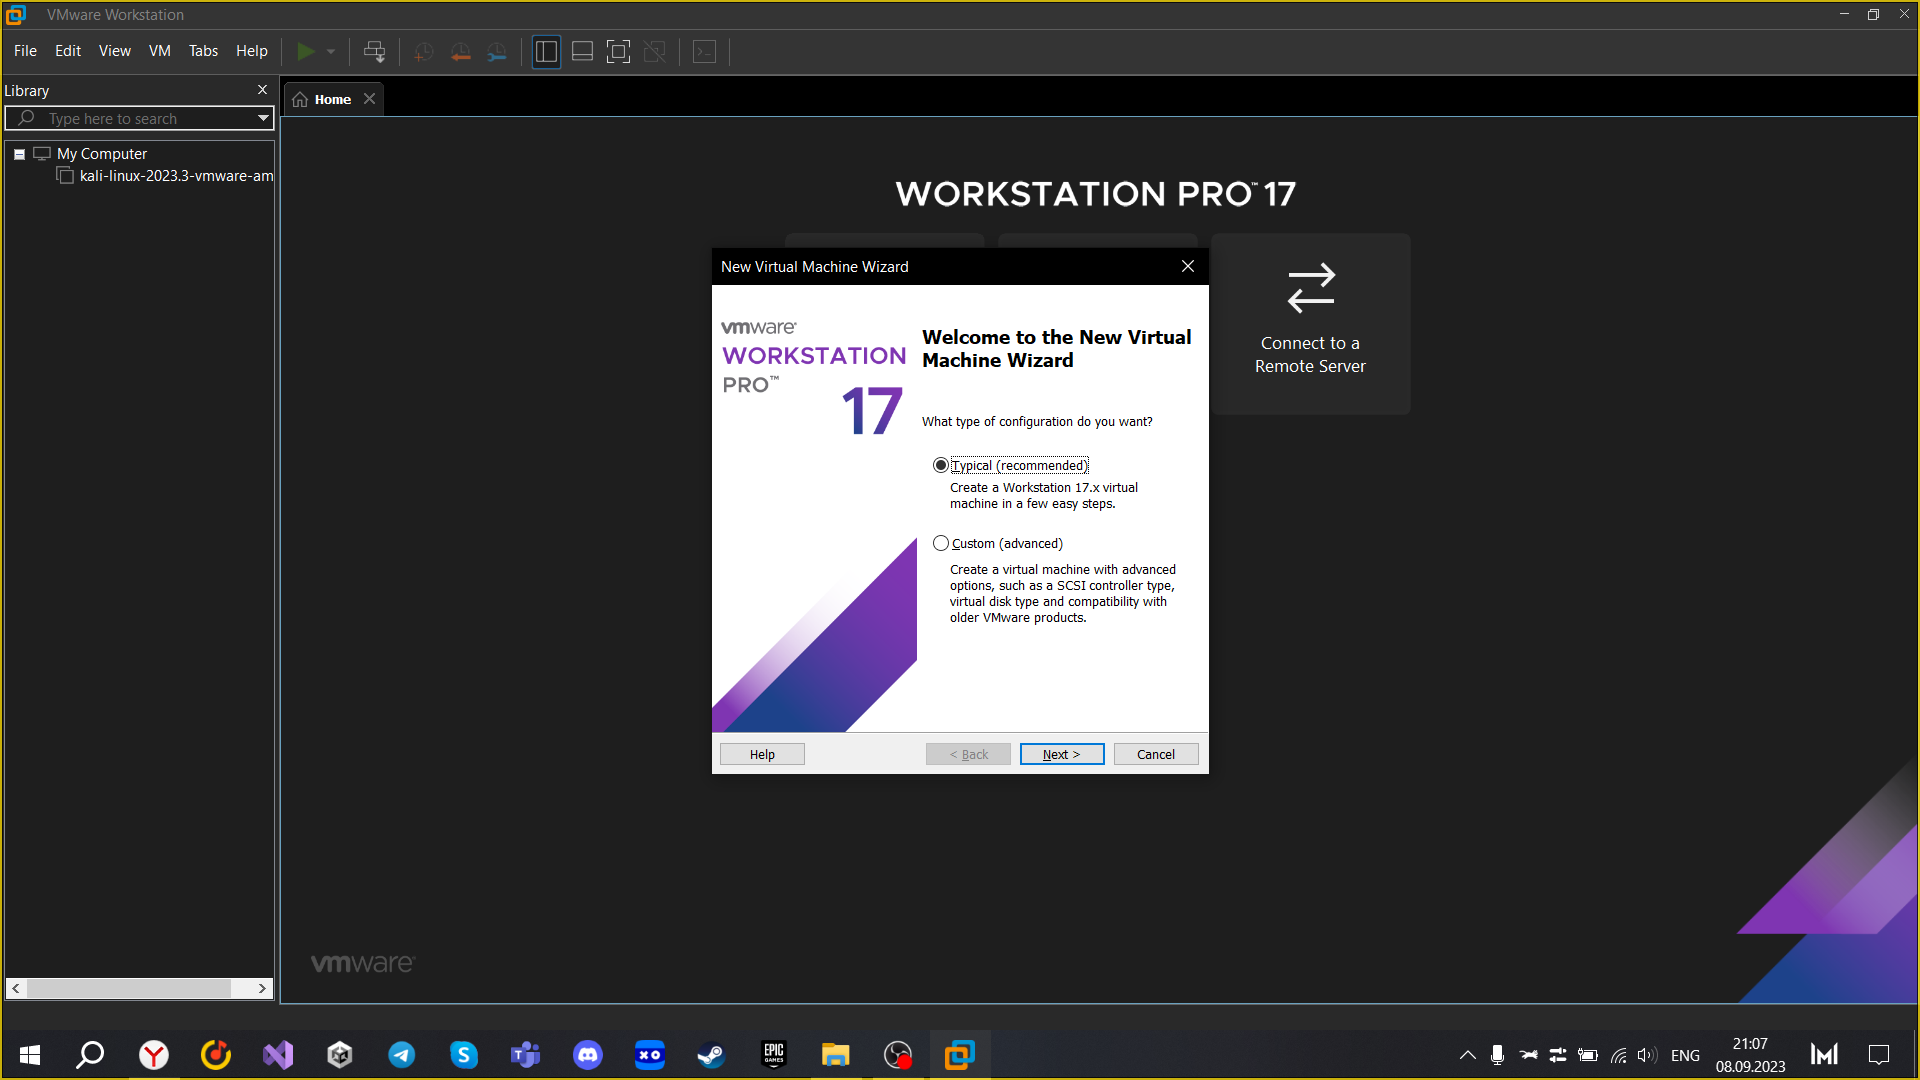 VMware Workstation
File Edit View VM Tabs Help
Library
Type here to search
My Computer
kali-linux-2023.3-vmware-am
Home
WORKSTATION PRO™ 17
Connect to a
Remote Server
New Virtual Machine Wizard
vmware®
WORKSTATION
PRO™
17
Welcome to the New Virtual
Machine Wizard
What type of configuration do you want?
Typical (recommended)
Create a Workstation 17.x virtual
machine in a few easy steps.
Custom (advanced)
Create a virtual machine with advanced
options, such as a SCSI controller type,
virtual disk type and compatibility with
older VMware products.
Help
< Back
Next >
Cancel
vmware®
EPIC
GAMES
ENG
21:07
08.09.2023